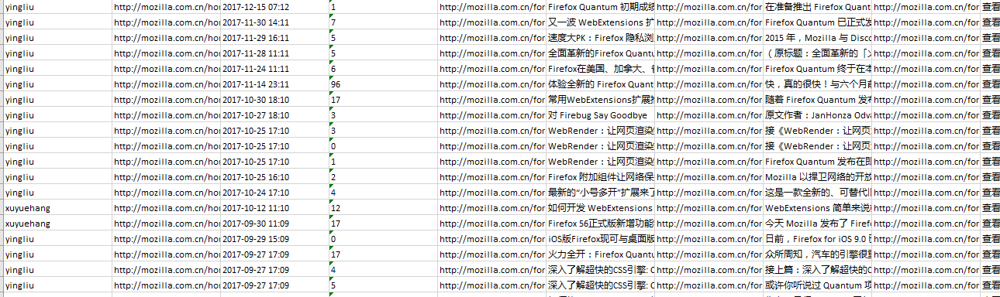 yingliu http://mozilla.com.cn/hor 2017-12-15 07:12 1 http://mozilla.com.cn/for Firefox Quantum 初期成绩 http://mozilla.com.cn/for 在准备推出 Firefox Quant http://mozilla.com.cn/for 查看
yingliu http://mozilla.com.cn/hor 2017-11-30 14:11 7 http://mozilla.com.cn/for 又一波 WebExtensions 扩 http://mozilla.com.cn/for Firefox Quantum 已正式发 http://mozilla.com.cn/for 查看
yingliu http://mozilla.com.cn/hor 2017-11-29 16:11 5 http://mozilla.com.cn/for 速度大PK：Firefox 隐私浏 http://mozilla.com.cn/for 2015 年，Mozilla 与 Disco http://mozilla.com.cn/for 查看
yingliu http://mozilla.com.cn/hor 2017-11-28 11:11 5 http://mozilla.com.cn/for 全面革新的Firefox Quant http://mozilla.com.cn/for （原标题：全面革新的「 http://mozilla.com.cn/for 查看
yingliu http://mozilla.com.cn/hor 2017-11-24 11:11 6 http://mozilla.com.cn/for Firefox在美国、加拿大、 http://mozilla.com.cn/for Firefox Quantum 终于在本 http://mozilla.com.cn/for 查看
yingliu http://mozilla.com.cn/hor 2017-11-14 23:11 96 http://mozilla.com.cn/for 体验全新的 Firefox Quant http://mozilla.com.cn/for 快，真的很快！与六个月前 http://mozilla.com.cn/for 查看
yingliu http://mozilla.com.cn/hor 2017-10-30 18:10 17 http://mozilla.com.cn/for 常用WebExtensions扩展 http://mozilla.com.cn/for 随着 Firefox Quantum 发布 http://mozilla.com.cn/for 查看
yingliu http://mozilla.com.cn/hor 2017-10-27 18:10 3 http://mozilla.com.cn/for 对 Firebug Say Goodbye http://mozilla.com.cn/for 原文作者：JanHonza Odva http://mozilla.com.cn/for 查看
yingliu http://mozilla.com.cn/hor 2017-10-25 17:10 3 http://mozilla.com.cn/for WebRender：让网页渲染 http://mozilla.com.cn/for 接《WebRender：让网页 http://mozilla.com.cn/for 查看
yingliu http://mozilla.com.cn/hor 2017-10-25 17:10 0 http://mozilla.com.cn/for WebRender：让网页渲染 http://mozilla.com.cn/for 接《WebRender：让网页 http://mozilla.com.cn/for 查看
yingliu http://mozilla.com.cn/hor 2017-10-25 17:10 1 http://mozilla.com.cn/for WebRender：让网页渲染 http://mozilla.com.cn/for Firefox Quantum 发布在即 http://mozilla.com.cn/for 查看
yingliu http://mozilla.com.cn/hor 2017-10-25 16:10 2 http://mozilla.com.cn/for Firefox 附加组件让网络保 http://mozilla.com.cn/for Mozilla 以捍卫网络的开放 http://mozilla.com.cn/for 查看
yingliu http://mozilla.com.cn/hor 2017-10-24 17:10 4 http://mozilla.com.cn/for 最新的“小号多开”扩展来了 http://mozilla.com.cn/for 这是一款全新的、可替代旧 http://mozilla.com.cn/for 查看
xuyuehang http://mozilla.com.cn/hor 2017-10-12 11:10 12 http://mozilla.com.cn/for 如何开发 WebExtensions http://mozilla.com.cn/for WebExtensions 简单来说 http://mozilla.com.cn/for 查看
xuyuehang http://mozilla.com.cn/hor 2017-09-30 11:09 17 http://mozilla.com.cn/for Firefox 56正式版新增功能 http://mozilla.com.cn/for 今天 Mozilla 发布了 Firef http://mozilla.com.cn/for 查看
yingliu http://mozilla.com.cn/hor 2017-09-29 15:09 0 http://mozilla.com.cn/for iOS版Firefox现可与桌面版 http://mozilla.com.cn/for 日前，Firefox for iOS 9.0 http://mozilla.com.cn/for 查看
yingliu http://mozilla.com.cn/hor 2017-09-27 17:09 17 http://mozilla.com.cn/for 火力全开：Firefox Quant http://mozilla.com.cn/for 众所周知，汽车的引擎很 http://mozilla.com.cn/for 查看
yingliu http://mozilla.com.cn/hor 2017-09-27 17:09 4 http://mozilla.com.cn/for 深入了解超快的CSS引擎: http://mozilla.com.cn/for 接上篇：深入了解超快的C http://mozilla.com.cn/for 查看
yingliu http://mozilla.com.cn/hor 2017-09-27 17:09 5 http://mozilla.com.cn/for 深入了解超快的CSS引擎: http://mozilla.com.cn/for 或许你听说过 Quantum 项 http://mozilla.com.cn/for 查看